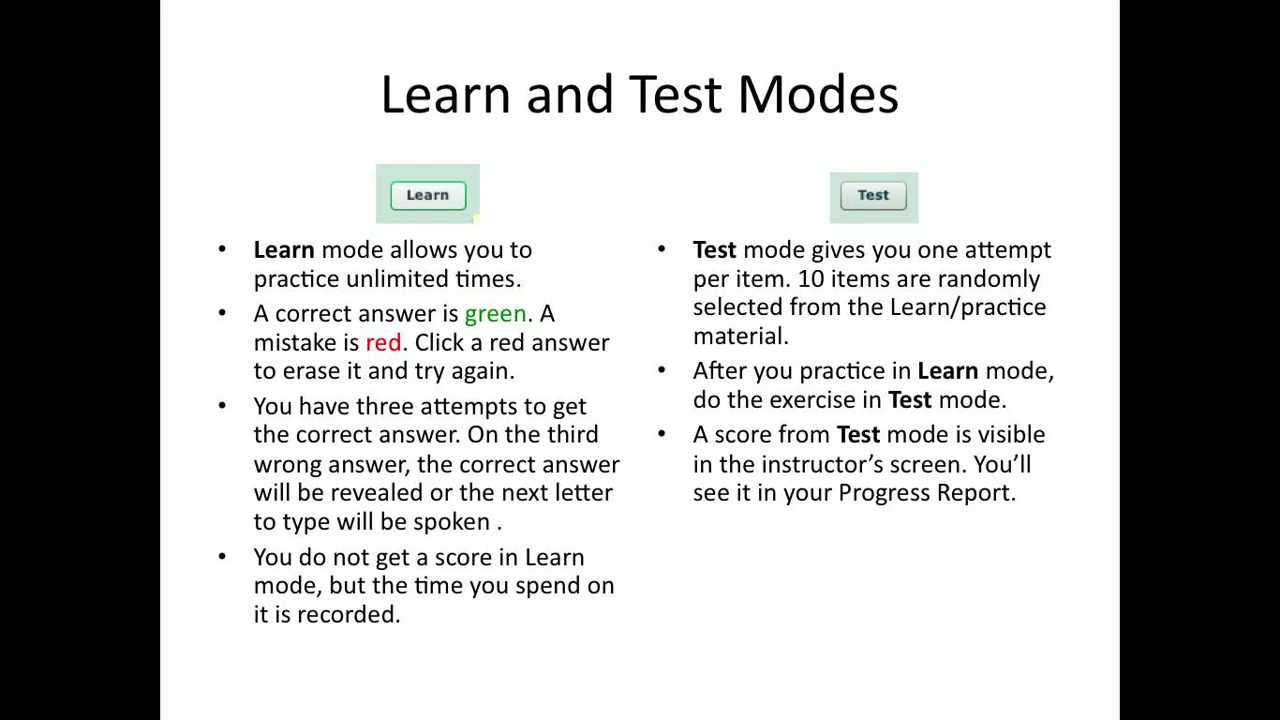 Learn and Test Modes
Learn
• Learn mode allows you to
practice unlimited times.
• A correct answer is green. A
mistake is red. Click a red answer
to erase it and try again.
• You have three attempts to get
the correct answer. On the third
wrong answer, the correct answer
will be revealed or the next letter
to type will be spoken .
• You do not get a score in Learn
mode, but the time you spend on
it is recorded.
Test
• Test mode gives you one attempt
per item. 10 items are randomly
selected from the Learn/practice
material.
• After you practice in Learn mode,
do the exercise in Test mode.
• A score from Test mode is visible
in the instructor’s screen. You’ll
see it in your Progress Report.